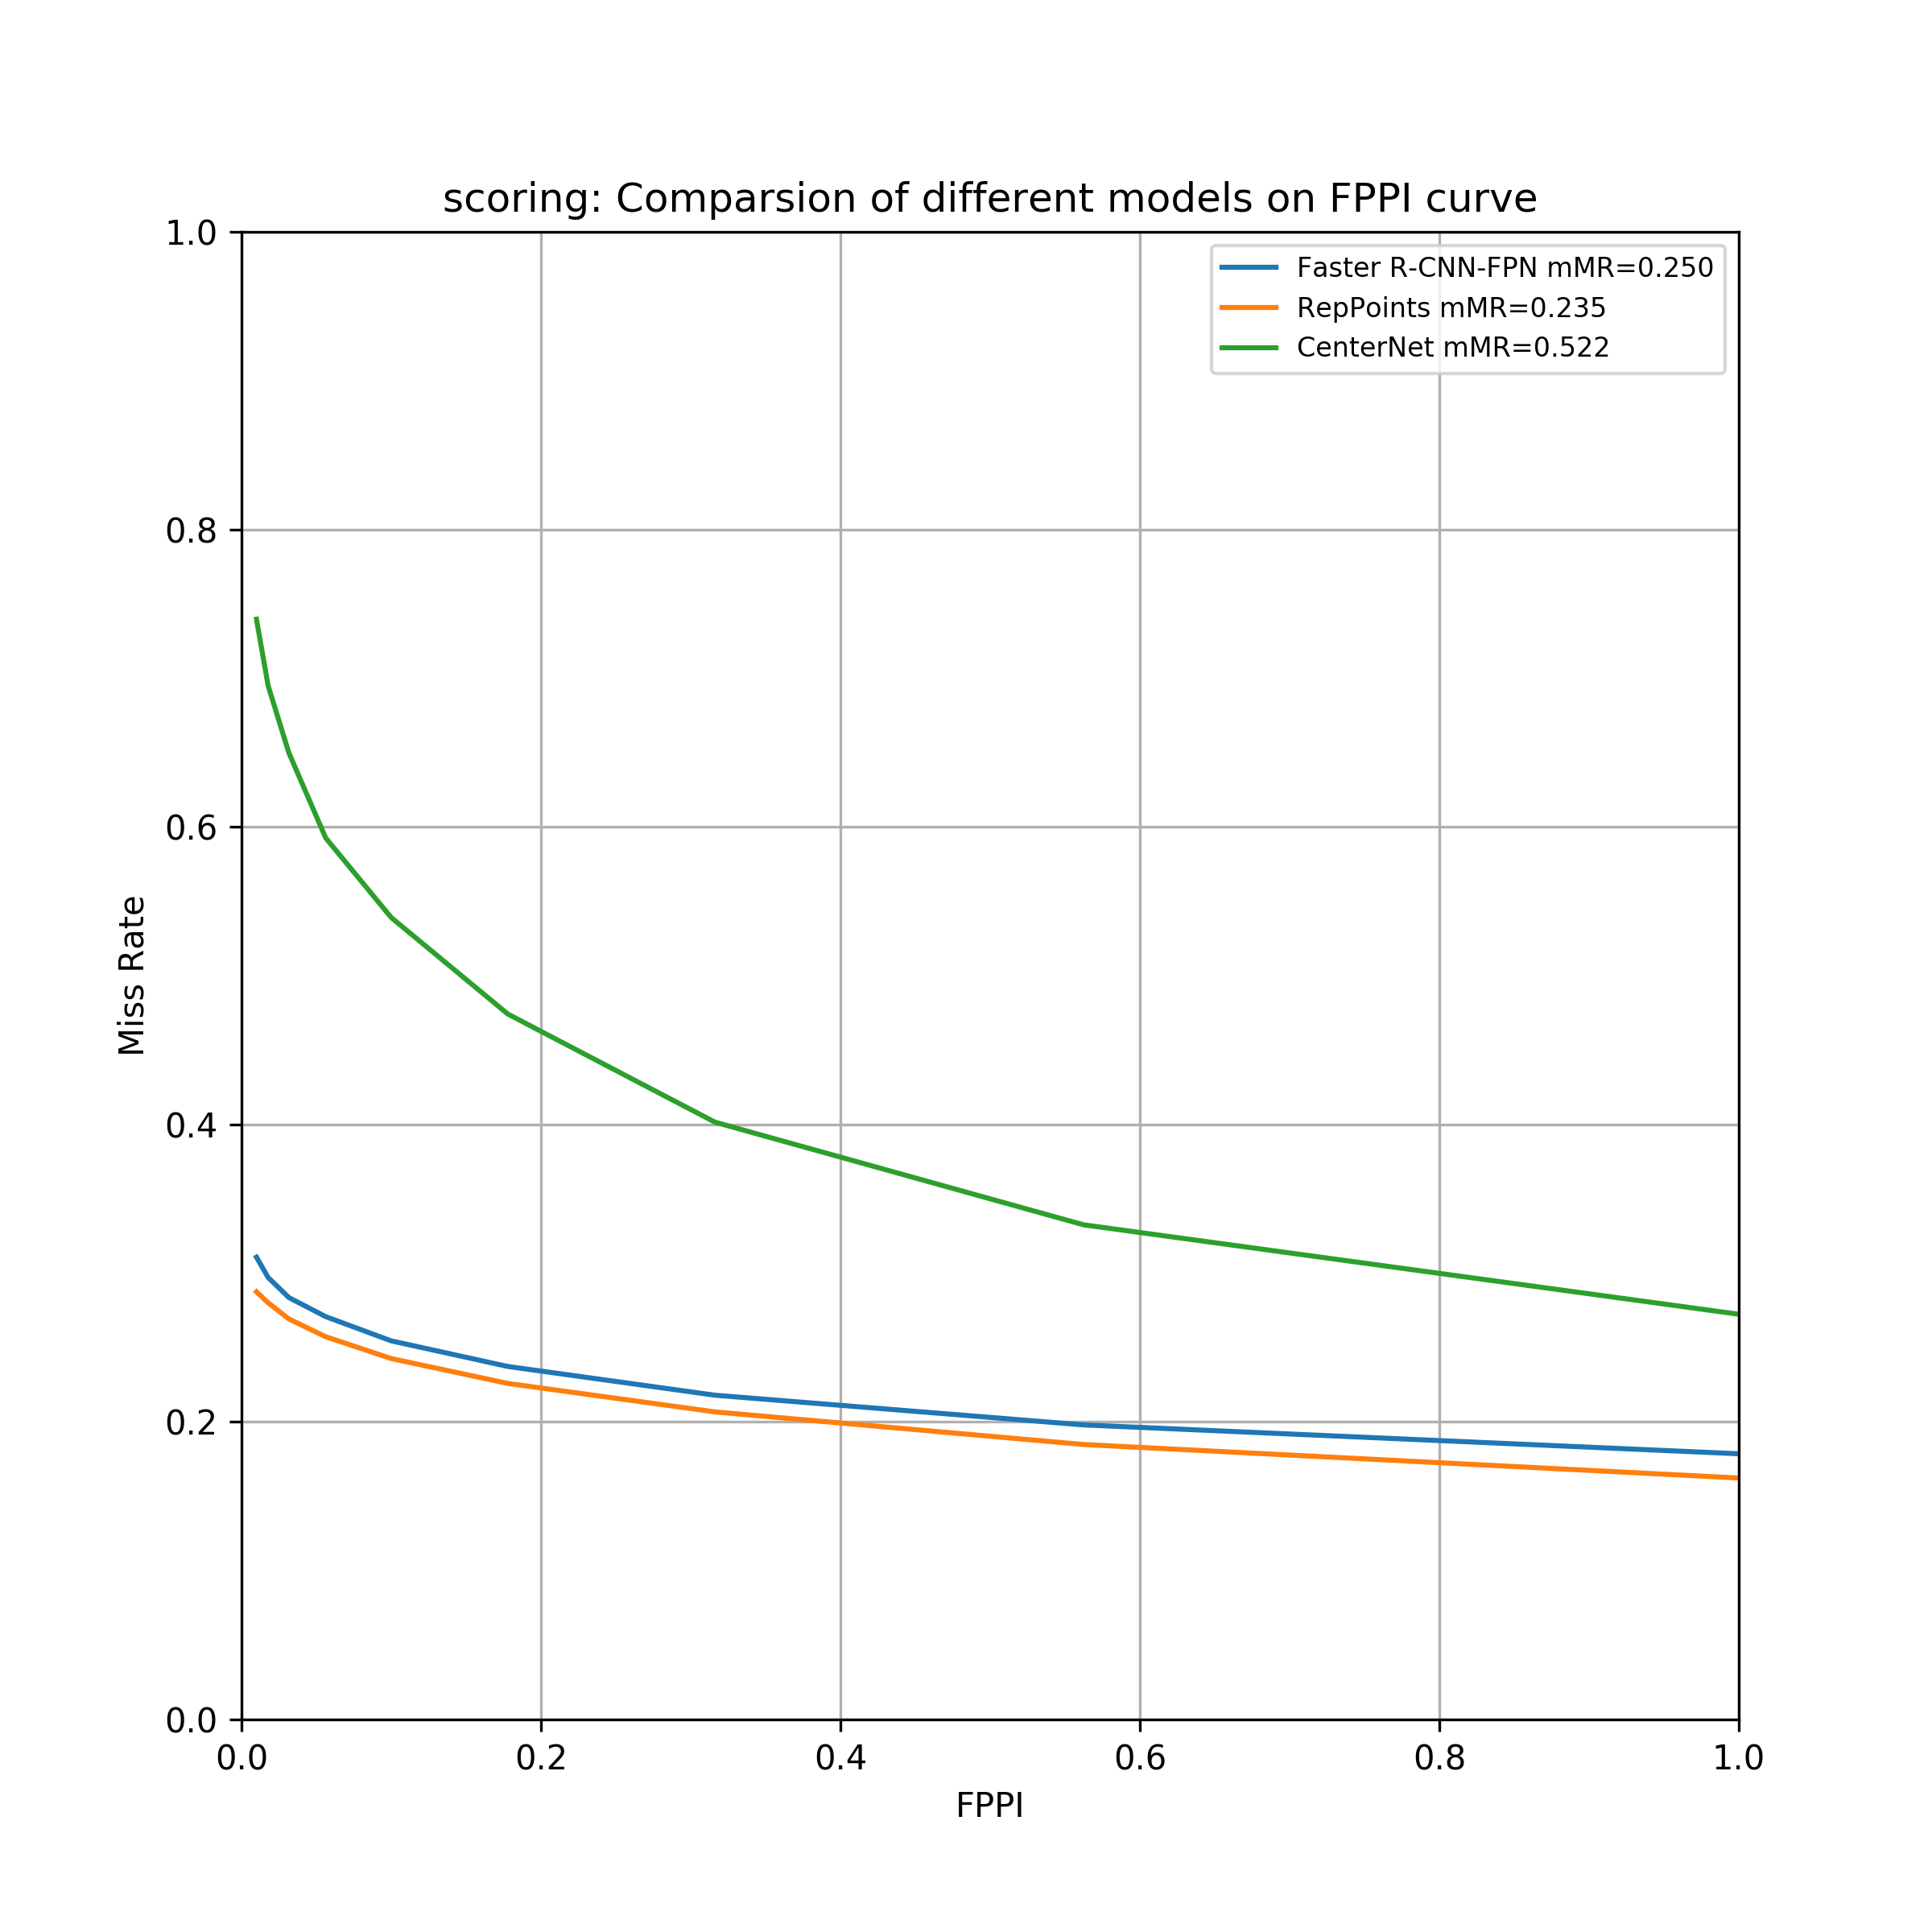 scoring: Comparsion of different models on FPPI curve
Faster R-CNN-FPN mMR=0.250
RepPoints mMR=0.235
CenterNet mMR=0.522
Miss Rate
1.0
0.8
0.6
0.4
0.2
0.0
0.0 0.2 0.4 0.6 0.8 1.0
FPPI